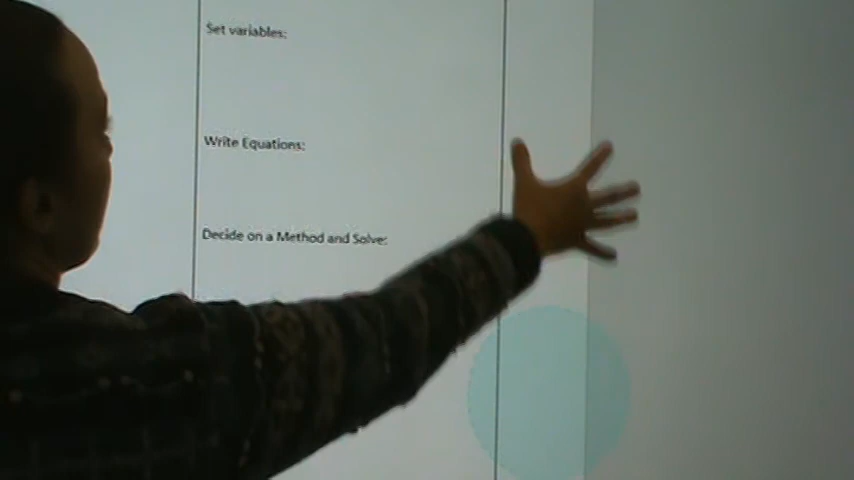 Set variables:
Write Equations:
Decide on a Method and Solve: